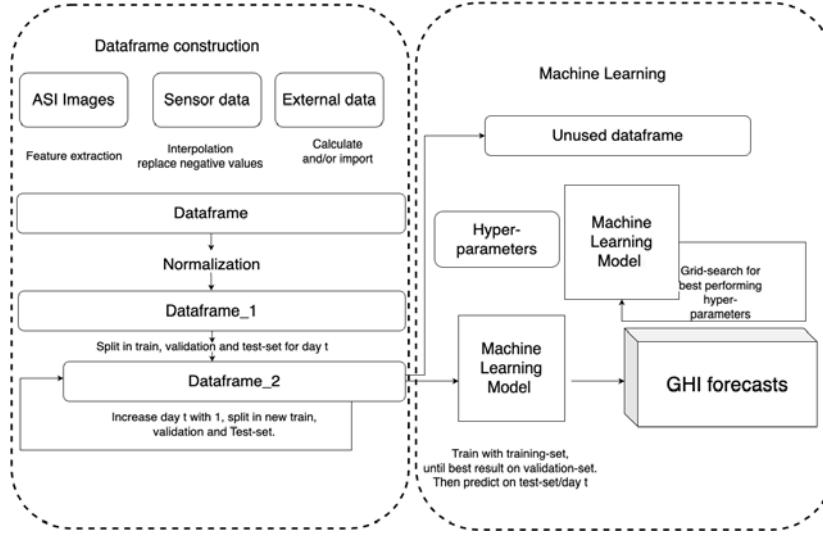 Dataframe construction
ASI Images
Sensor data
External data
Feature extraction
Interpolation
replace negative values
Calculate
and/or import
Dataframe
Normalization
Dataframe_1
Split in train, validation and test-set for day t
Dataframe_2
Increase day t with 1, split in new train,
validation and Test-set.
Machine Learning
Unused dataframe
Hyper-
parameters
Machine
Learning
Model
Grid-search for
best performing
hyper-
parameters
Machine
Learning
Model
GHI forecasts
Train with training-set,
until best result on validation-set.
Then predict on test-set/day t